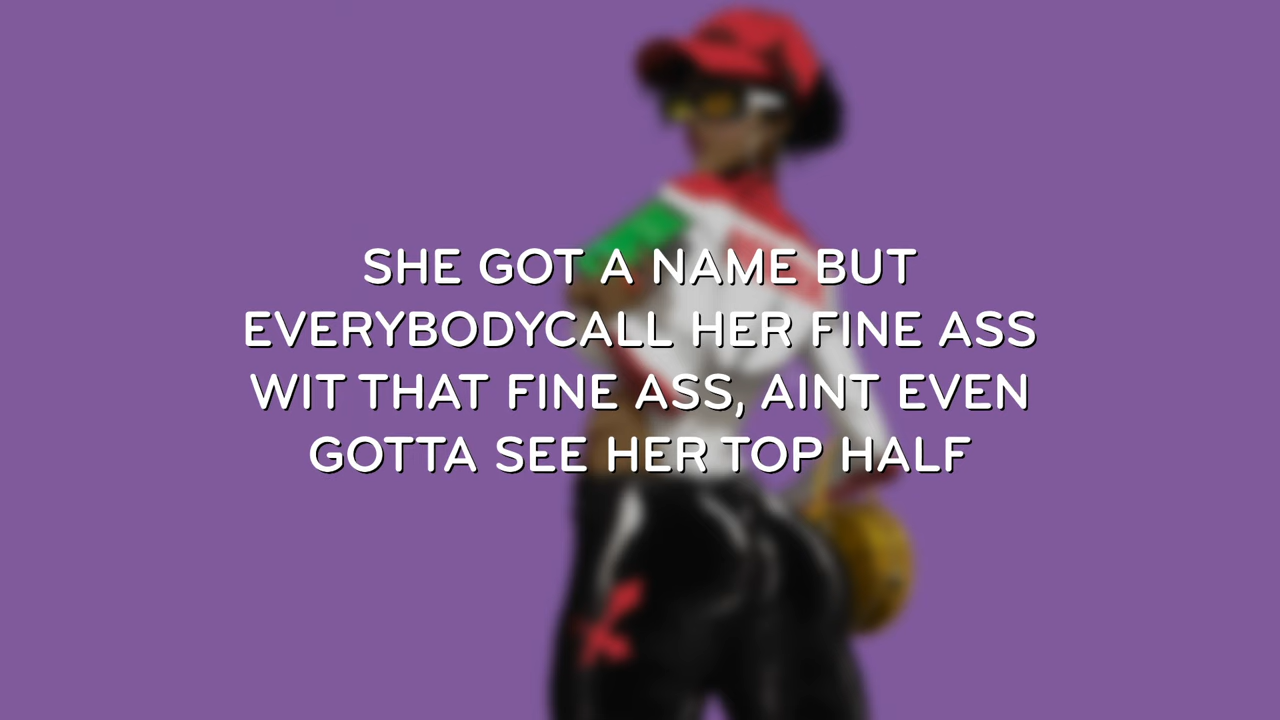 SHE GOT A NAME BUT
EVERYBODYCALL HER FINE ASS
WIT THAT FINE ASS, AINT EVEN
GOTTA SEE HER TOP HALF